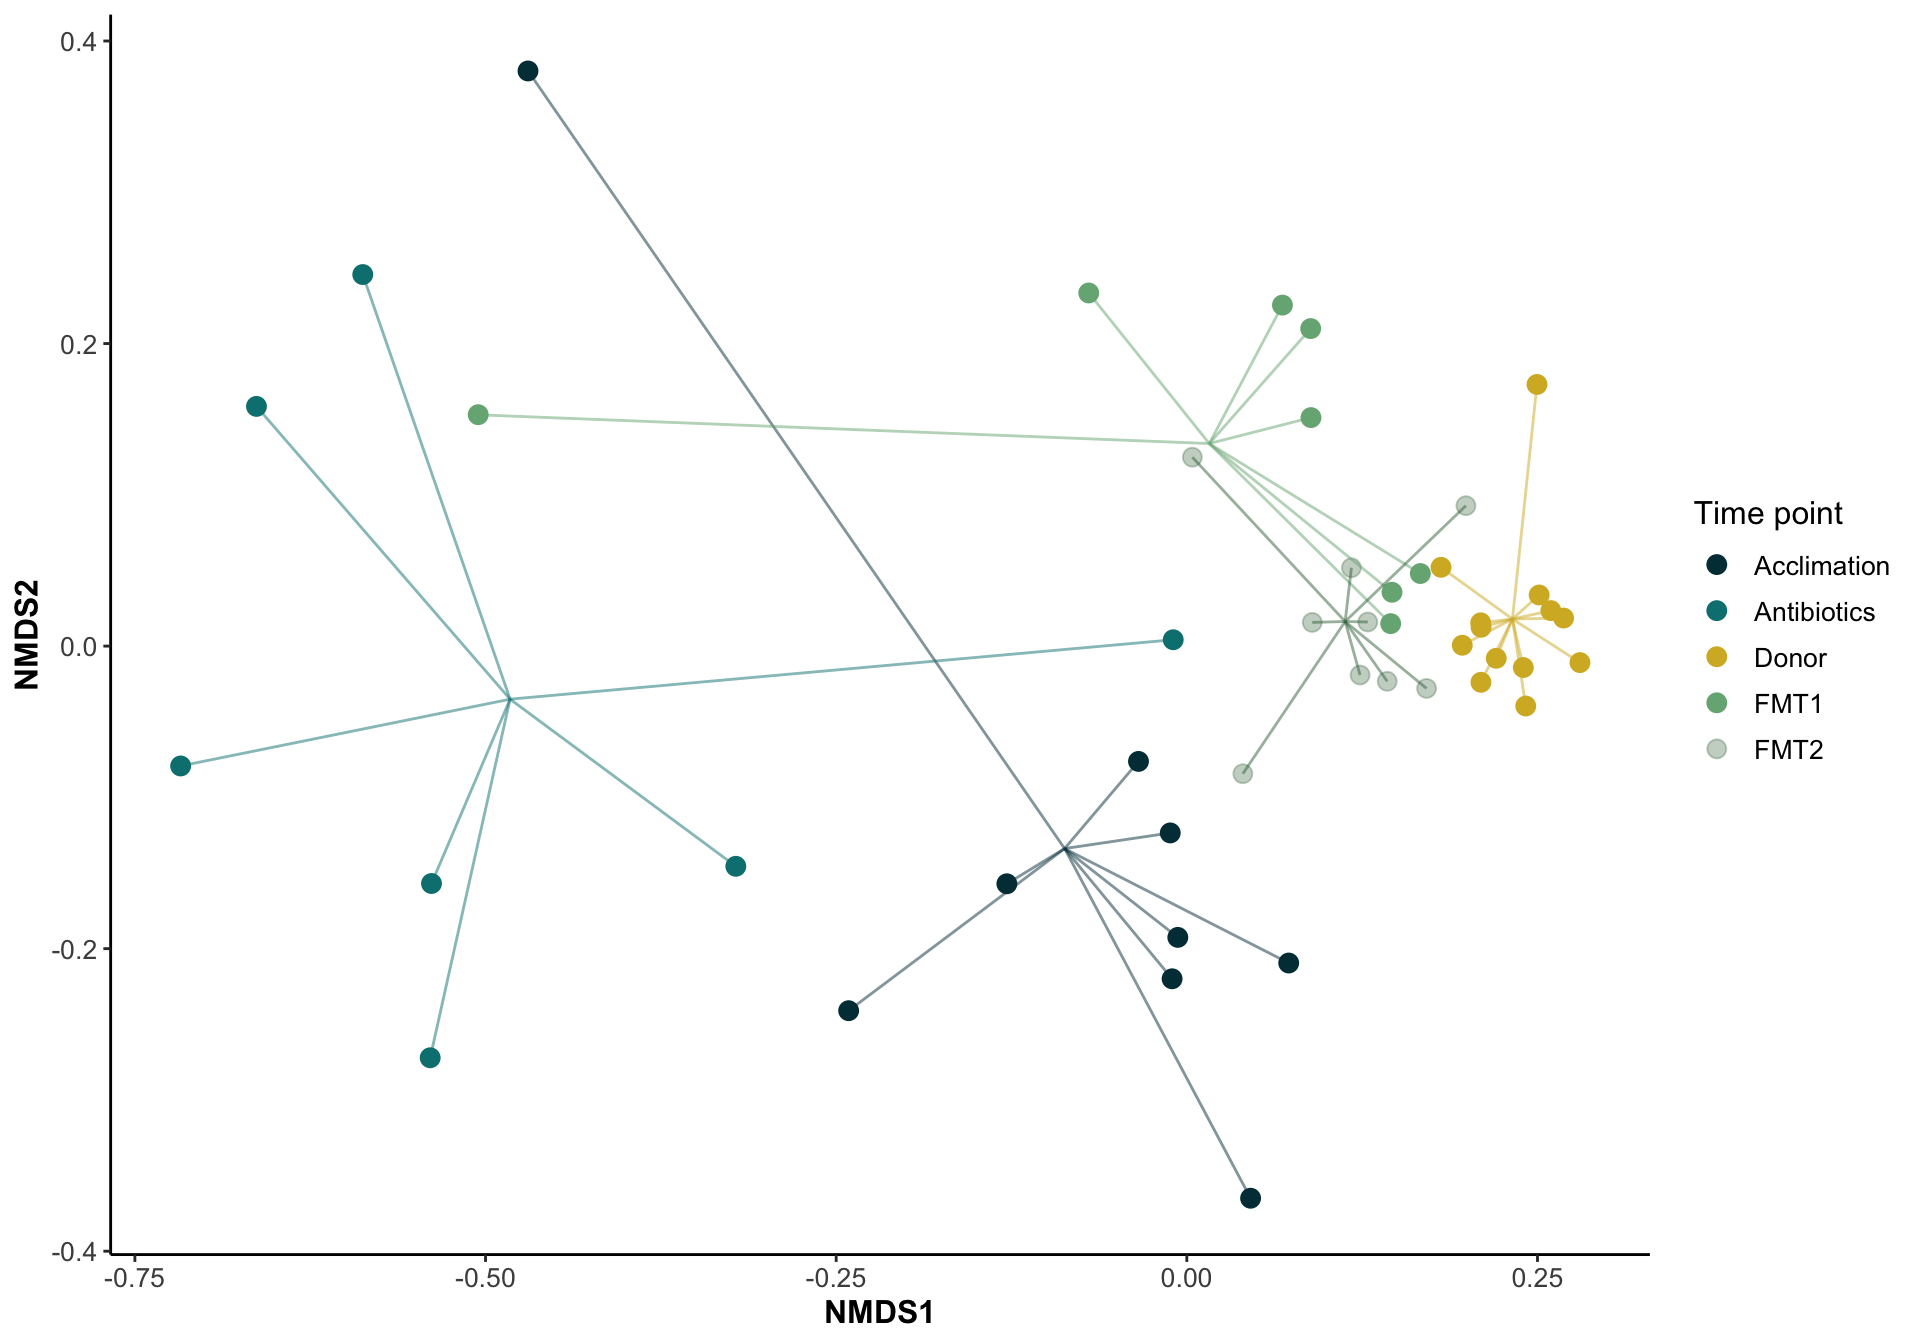 0.4
0.2
0.0
-0.2
-0.4
NMDS2
-0.75
-0.50
-0.25
0.00
0.25
NMDS1
Time point
Acclimation
Antibiotics
Donor
FMT1
FMT2